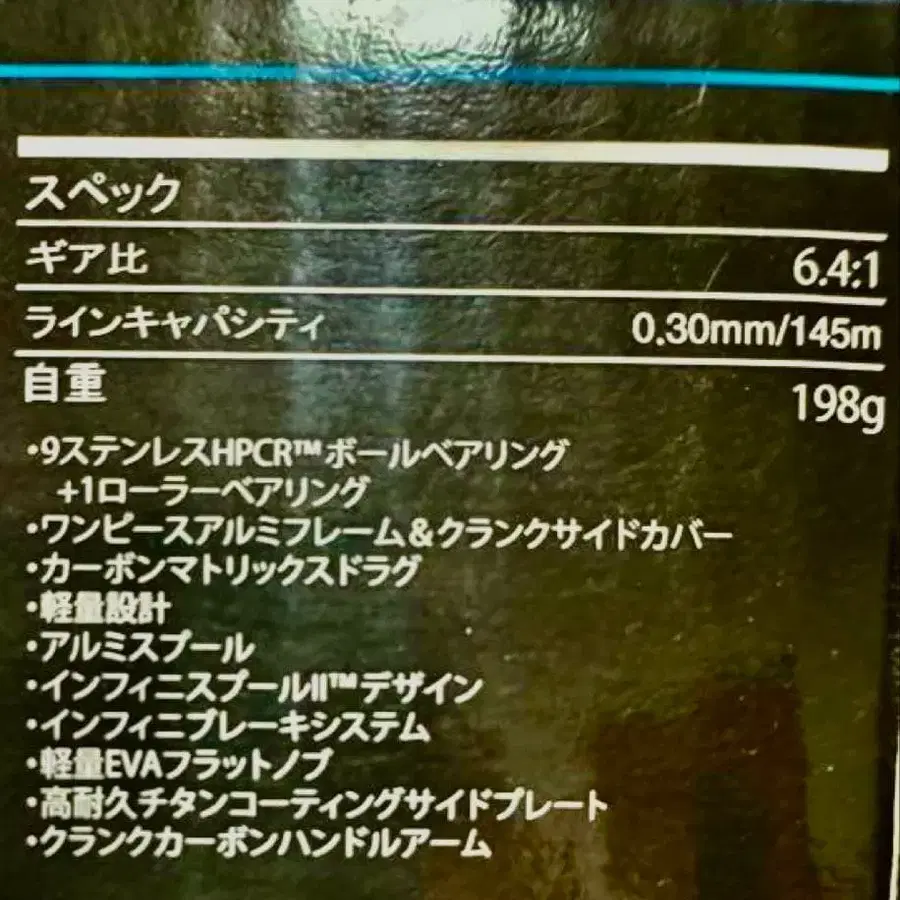 スペック
ギア比 6.4:1
ラインキャパシティ 0.30mm/145m
自重 198g
・9ステンレスHPCR™ボールベアリング
+1ローラーベアリング
・ワンピースアルミフレーム&クランクサイドカバー
・カーボンマトリックスドラグ
・軽量設計
・アルミスプール
・インフィニスプールII™デザイン
・インフィニブレーキシステム
・軽量EVAフラットノブ
・高耐久チタンコーティングサイドプレート
・クランクカーボンハンドルアーム